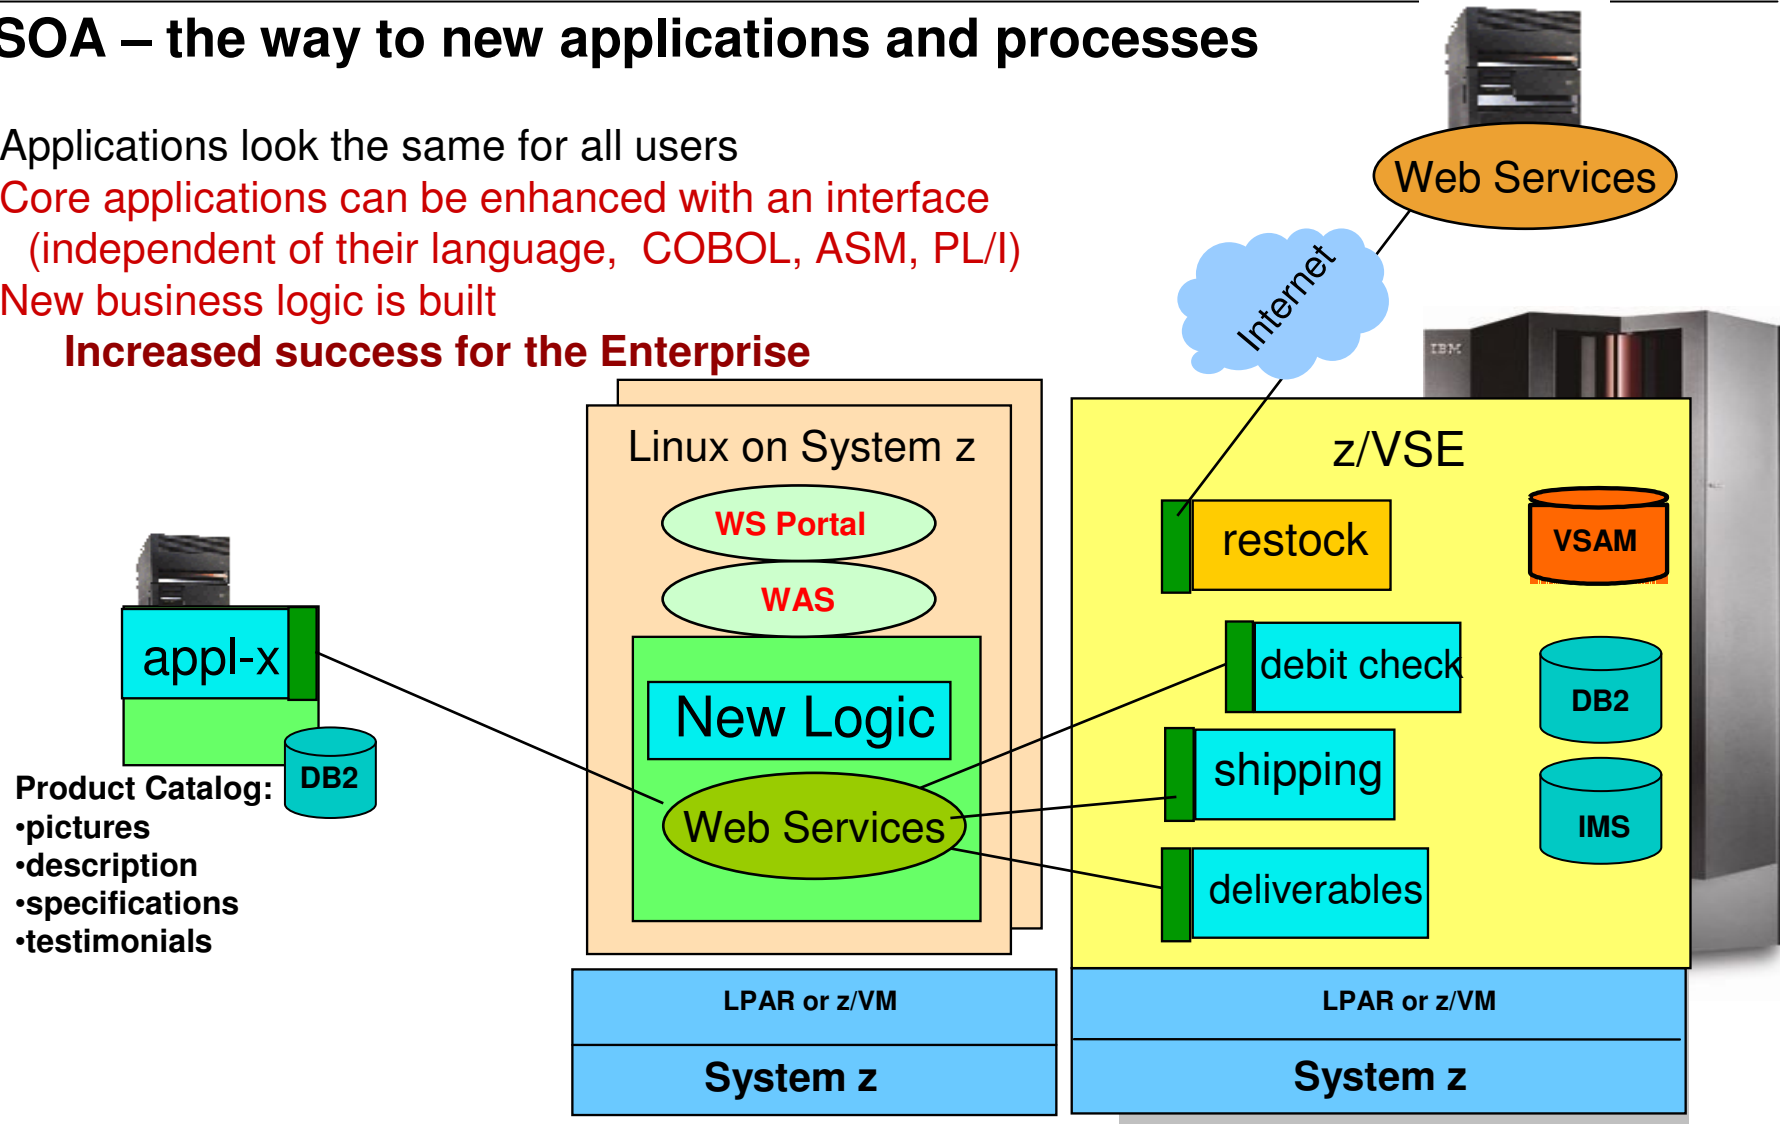 SOA – the way to new applications and processes
Applications look the same for all users
Core applications can be enhanced with an interface
(independent of their language, COBOL, ASM, PL/I)
New business logic is built
Increased success for the Enterprise
Web Services
Internet
IBM
Linux on System z
WS Portal
WAS
New Logic
Web Services
appl-x
DB2
Product Catalog:
•pictures
•description
•specifications
•testimonials
z/VSE
restock
debit check
shipping
deliverables
VSAM
DB2
IMS
LPAR or z/VM
System z
LPAR or z/VM
System z